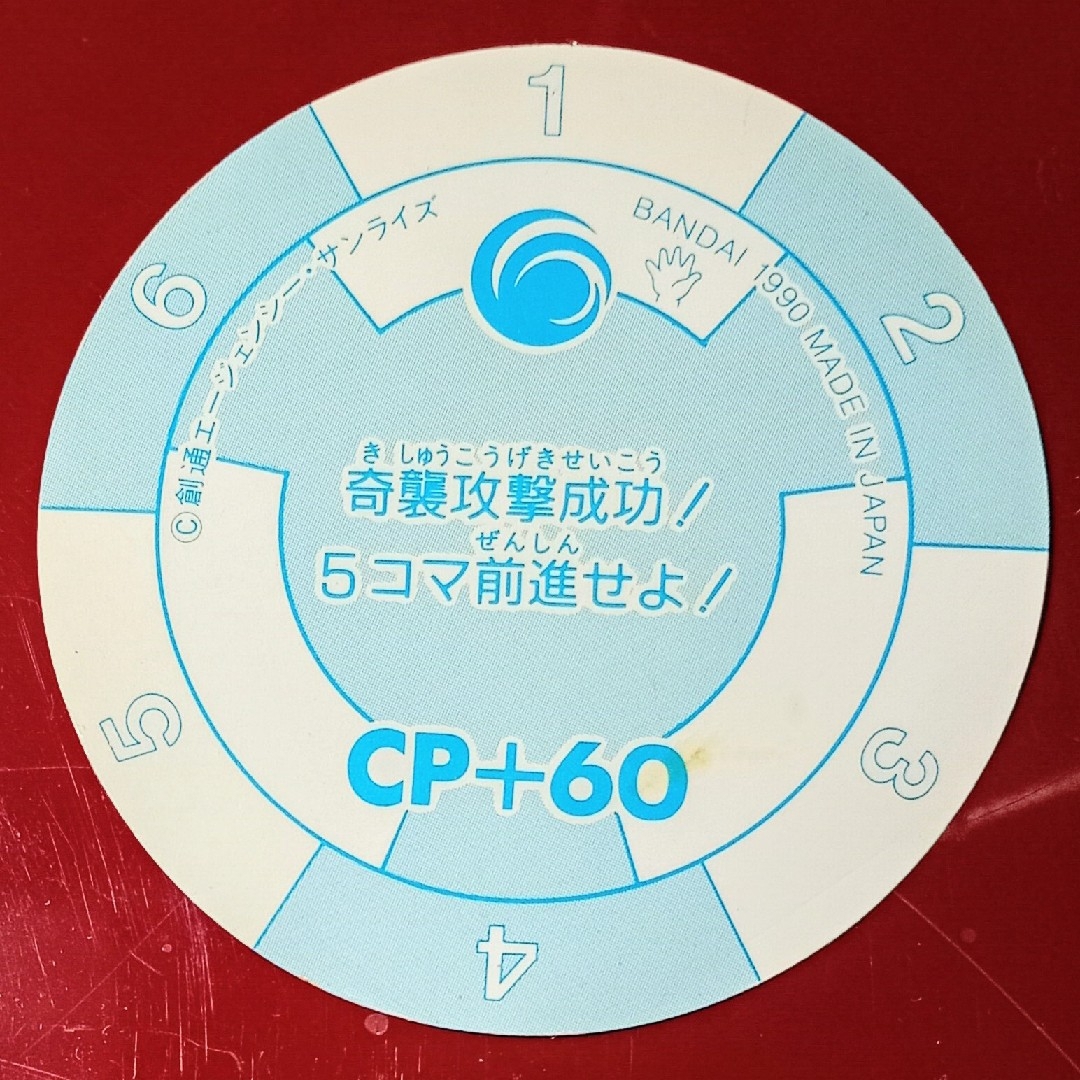 1
2
3
4
5
6
©創通エージェンシー・サンライズ
BANDAI 1990 MADE IN JAPAN
き しゅうこうげきせいこう
奇襲攻撃成功！
ぜんしん
5コマ前進せよ！
CP+60